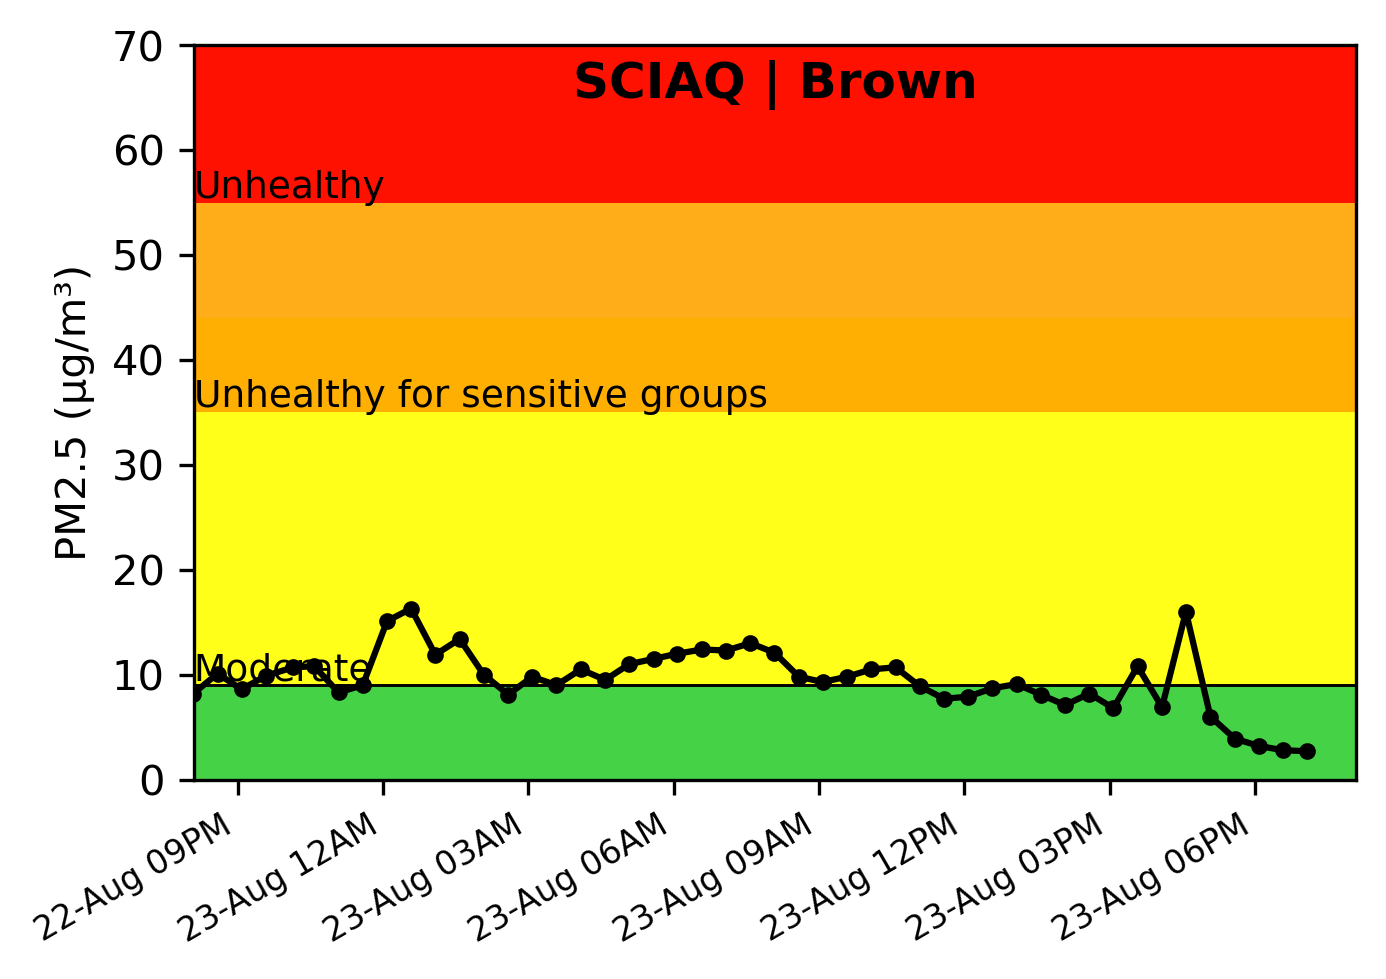 SCIAQ | Brown
70
60
50
40
30
20
10
0
PM2.5 (µg/m³)
Unhealthy
Unhealthy for sensitive groups
Moderate
22-Aug 09PM
23-Aug 12AM
23-Aug 03AM
23-Aug 06AM
23-Aug 09AM
23-Aug 12PM
23-Aug 03PM
23-Aug 06PM